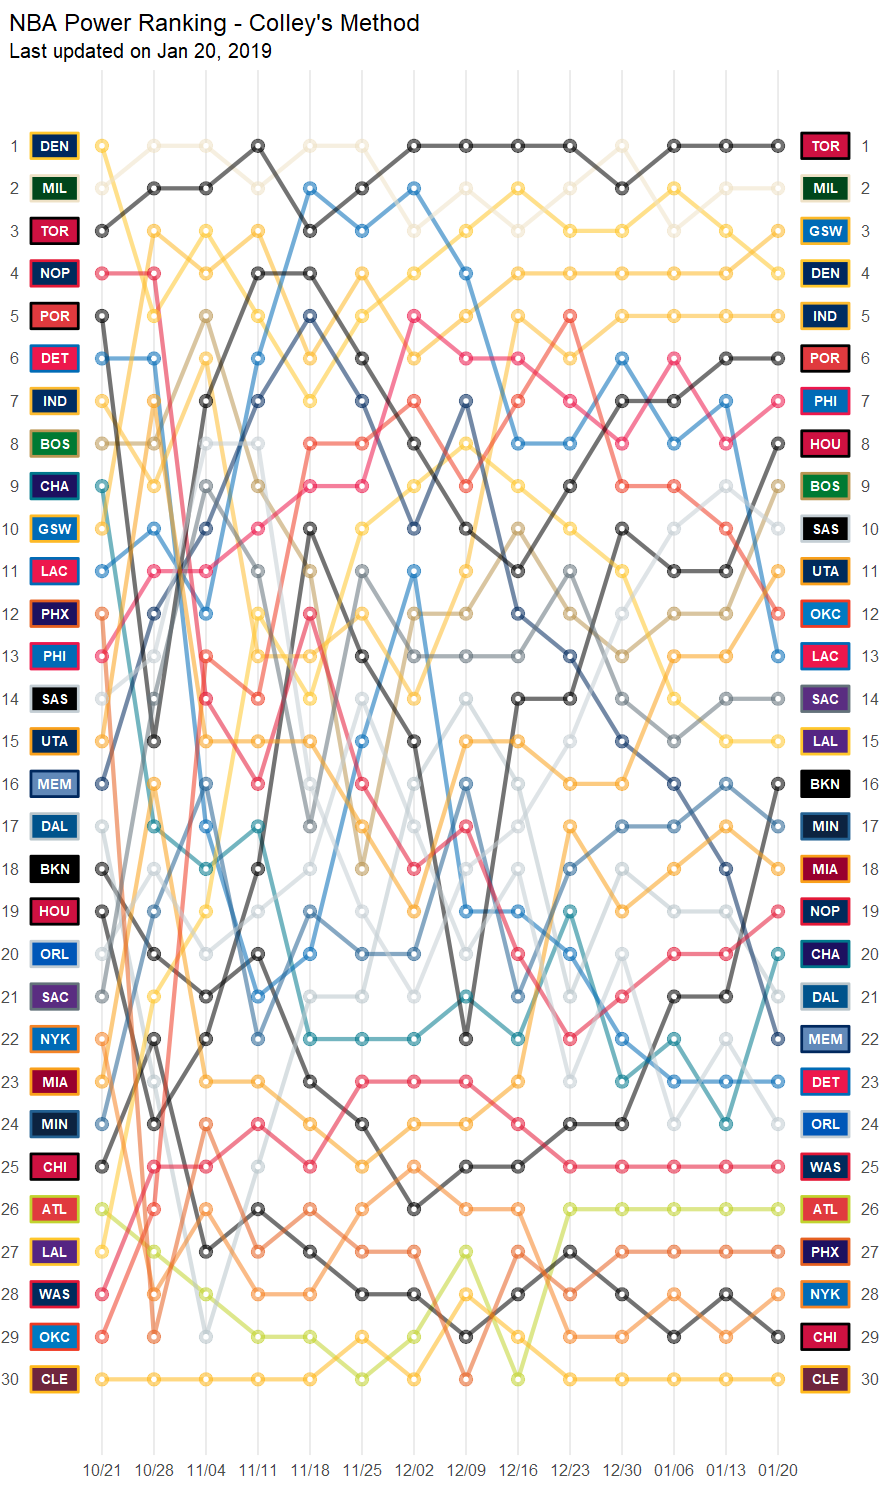 NBA Power Ranking - Colley's Method
Last updated on Jan 20, 2019
1 DEN TOR 1
2 MIL MIL 2
3 TOR GSW 3
4 NOP DEN 4
5 POR IND 5
6 DET POR 6
7 IND PHI 7
8 BOS HOU 8
9 CHA BOS 9
10 GSW SAS 10
11 LAC UTA 11
12 PHX OKC 12
13 PHI LAC 13
14 SAS SAC 14
15 UTA LAL 15
16 MEM BKN 16
17 DAL MIN 17
18 BKN MIA 18
19 HOU NOP 19
20 ORL CHA 20
21 SAC DAL 21
22 NYK MEM 22
23 MIA DET 23
24 MIN ORL 24
25 CHI WAS 25
26 ATL ATL 26
27 LAL PHX 27
28 WAS NYK 28
29 OKC CHI 29
30 CLE CLE 30
10/21 10/28 11/04 11/11 11/18 11/25 12/02 12/09 12/16 12/23 12/30 01/06 01/13 01/20